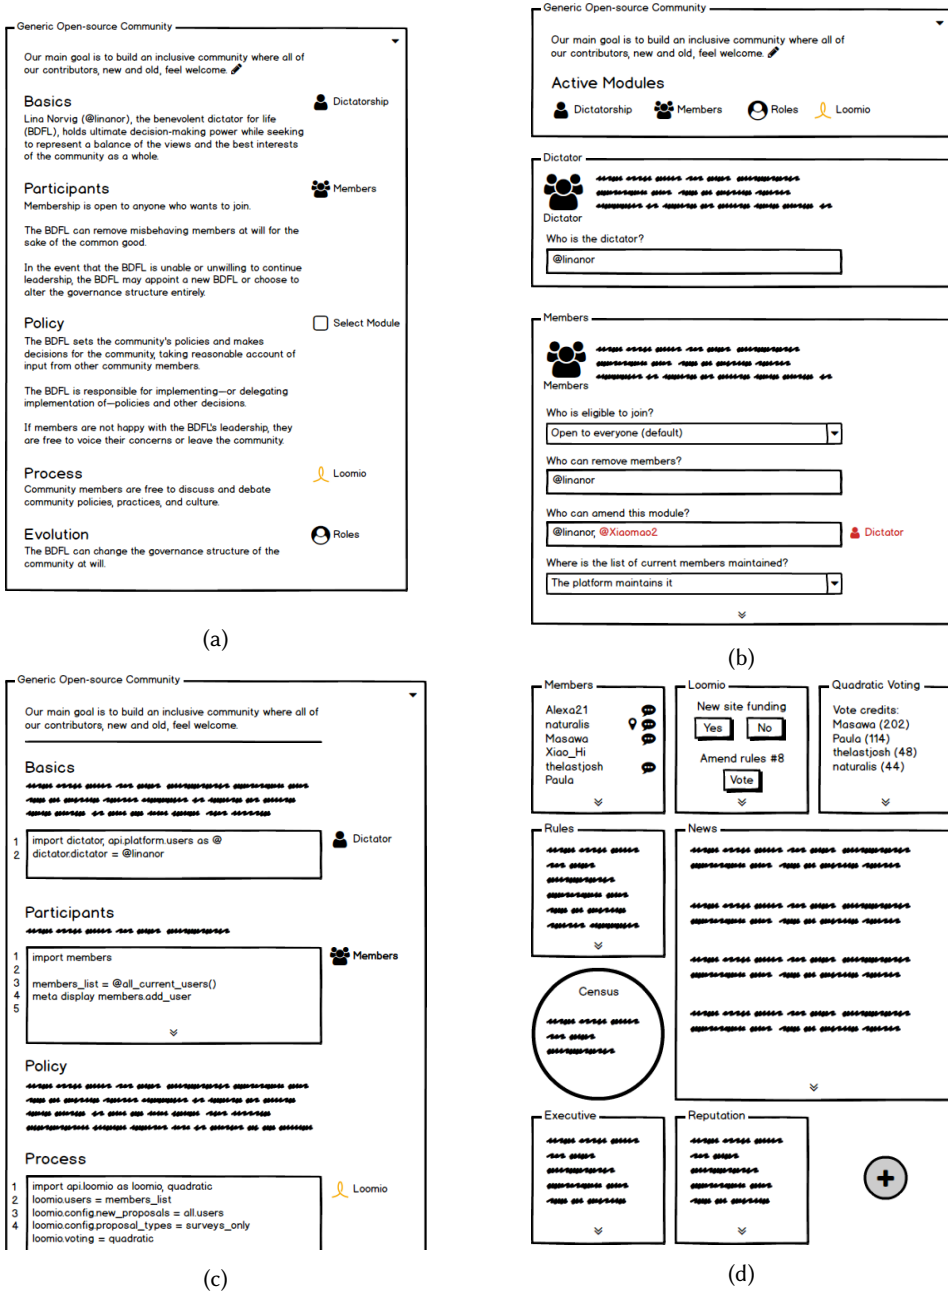 Generic Open-source Community
Our main goal is to build an inclusive community where all of
our contributors, new and old, feel welcome.
Basics
Dictatorship
Lina Norvig (@linanor), the benevolent dictator for life
(BDFL), holds ultimate decision-making power while seeking
to represent a balance of the views and the best interests
of the community as a whole.
Participants
Members
Membership is open to anyone who wants to join.
The BDFL can remove misbehaving members at will for the
sake of the common good.
In the event that the BDFL is unable or unwilling to continue
leadership, the BDFL may appoint a new BDFL or choose to
alter the governance structure entirely.
Policy
Select Module
The BDFL sets the community's policies and makes
decisions for the community, taking reasonable account of
input from other community members.
The BDFL is responsible for implementing—or delegating
implementation of—policies and other decisions.
If members are not happy with the BDFL's leadership, they
are free to voice their concerns or leave the community.
Process
Loomio
Community members are free to discuss and debate
community policies, practices, and culture.
Evolution
Roles
The BDFL can change the governance structure of the
community at will.
(a)
Generic Open-source Community
Our main goal is to build an inclusive community where all of
our contributors, new and old, feel welcome.
Active Modules
Dictatorship Members Roles Loomio
Dictator
Dictator
Who is the dictator?
@linanor
Members
Members
Who is eligible to join?
Open to everyone (default)
Who can remove members?
@linanor
Who can amend this module?
@linanor, @Xiaomao2
Dictator
Where is the list of current members maintained?
The platform maintains it
(b)
Generic Open-source Community
Our main goal is to build an inclusive community where all of
our contributors, new and old, feel welcome.
Basics
1 import dictator, api.platform.users as @
2 dictator.dictator = @linanor
Dictator
Participants
1 import members
2
3 members_list = @all_current_users()
4 meta display members.add_user
5
Members
Policy
Process
1 import api.loomio as loomio, quadratic
2 loomio.users = members_list
3 loomio.config.new_proposals = all.users
4 loomio.config.proposal_types = surveys_only
loomio.voting = quadratic
Loomio
(c)
Members
Alexa21
naturalis
Masawa
Xiao_Hi
thelastjosh
Paula
Loomio
New site funding
Yes No
Amend rules #8
Vote
Quadratic Voting
Vote credits:
Masawa (202)
Paula (114)
thelastjosh (48)
naturalis (44)
Rules
News
Census
Executive
Reputation
(d)